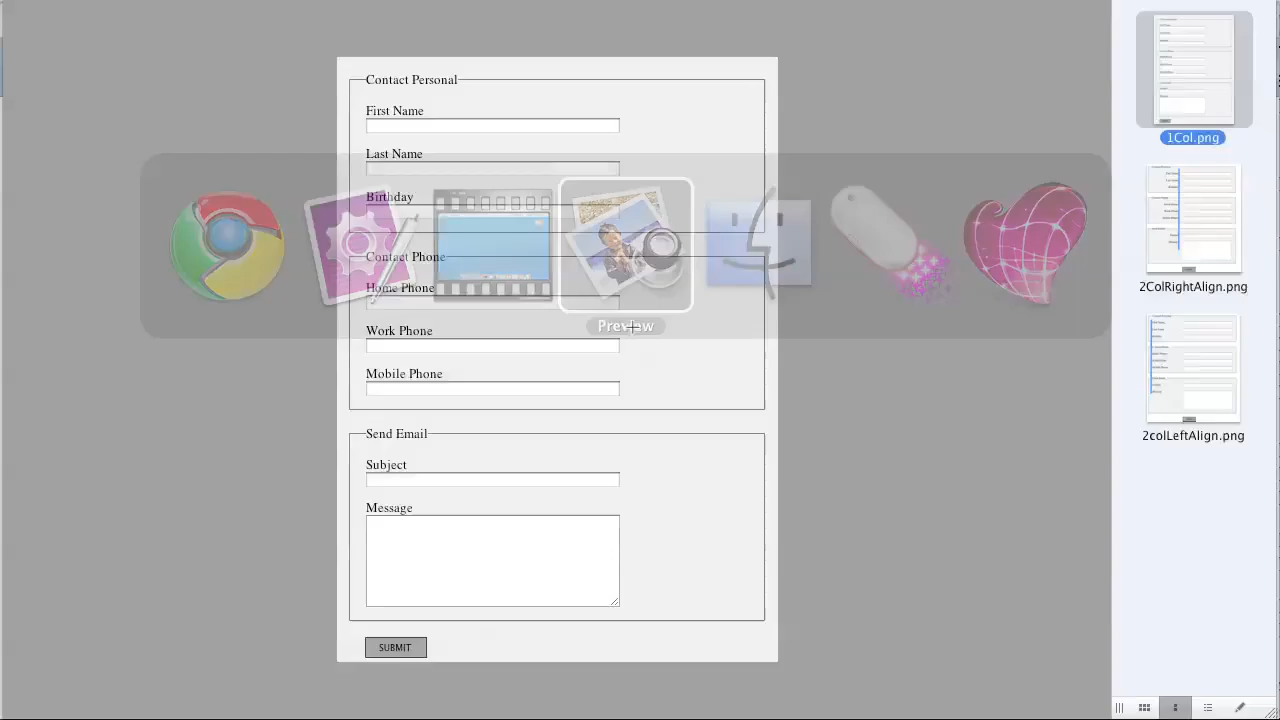 Contact Personal
First Name
Last Name
Birthday
Contact Phone
Home Phone
Preview
Work Phone
Mobile Phone
Send Email
Subject
Message
SUBMIT
1Col.png
2ColRightAlign.png
2colLeftAlign.png